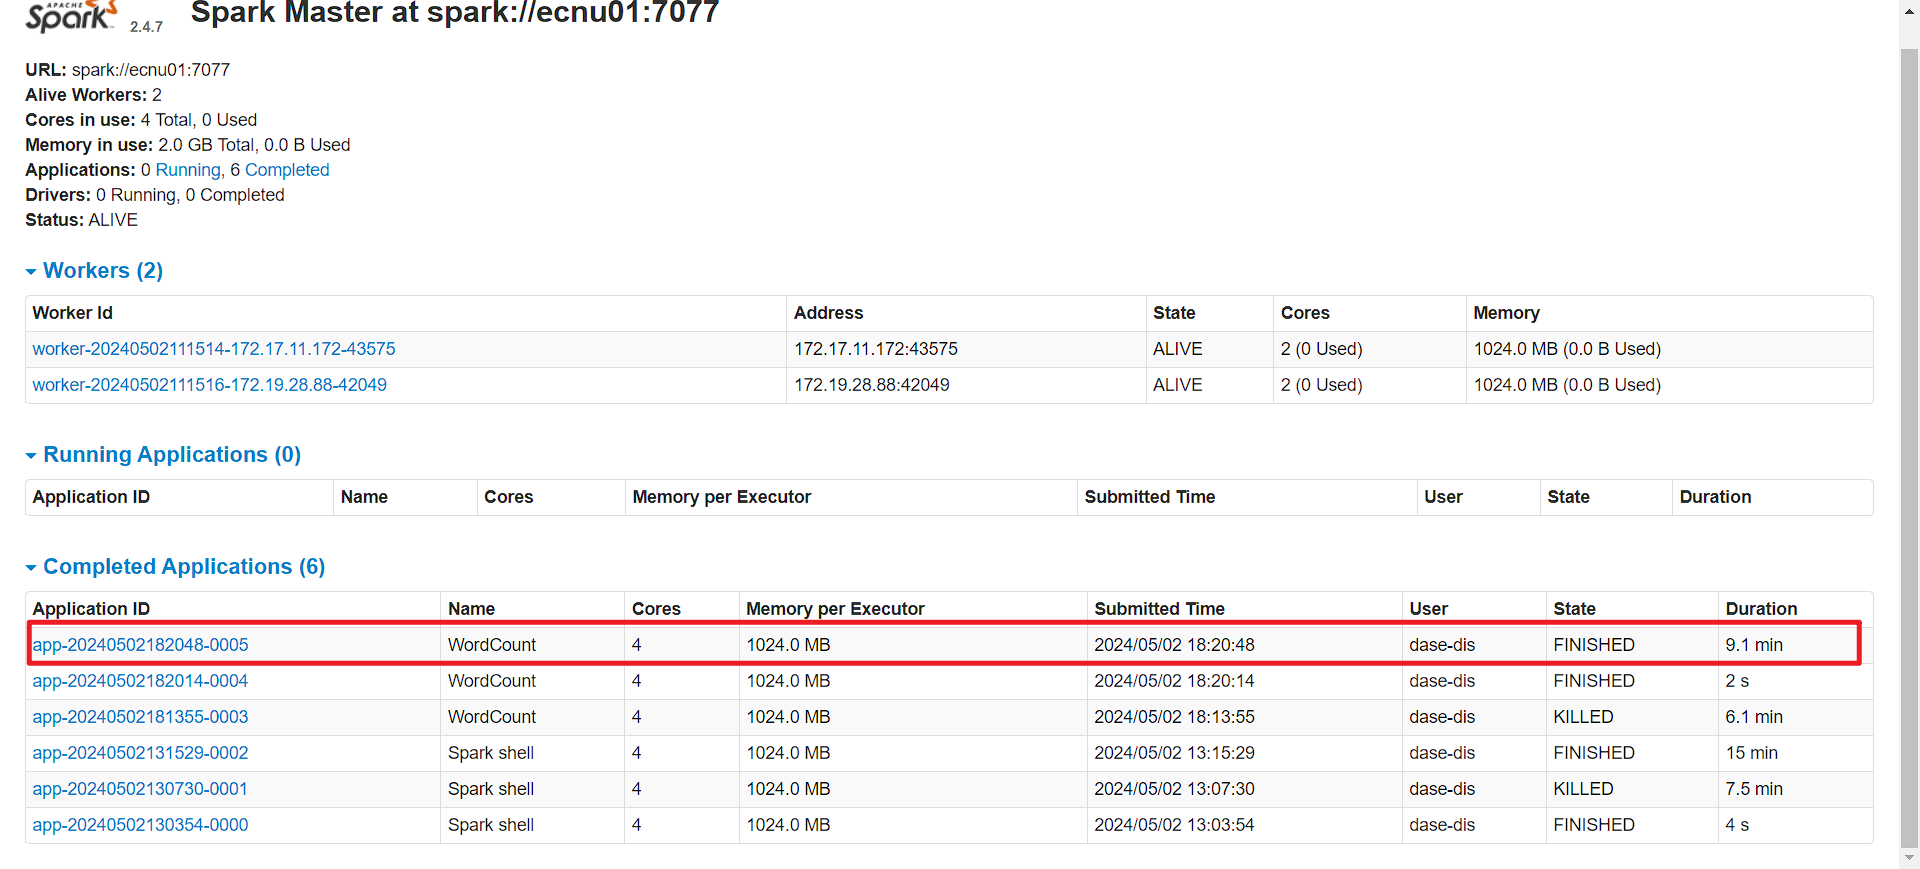 APACHE
Spark 2.4.7 Spark Master at spark://ecnu01:7077
URL: spark://ecnu01:7077
Alive Workers: 2
Cores in use: 4 Total, 0 Used
Memory in use: 2.0 GB Total, 0.0 B Used
Applications: 0 Running, 6 Completed
Drivers: 0 Running, 0 Completed
Status: ALIVE
Workers (2)
Worker Id Address State Cores Memory
worker-20240502111514-172.17.11.172-43575 172.17.11.172:43575 ALIVE 2 (0 Used) 1024.0 MB (0.0 B Used)
worker-20240502111516-172.19.28.88-42049 172.19.28.88:42049 ALIVE 2 (0 Used) 1024.0 MB (0.0 B Used)
Running Applications (0)
Application ID Name Cores Memory per Executor Submitted Time User State Duration
Completed Applications (6)
Application ID Name Cores Memory per Executor Submitted Time User State Duration
app-20240502182048-0005 WordCount 4 1024.0 MB 2024/05/02 18:20:48 dase-dis FINISHED 9.1 min
app-20240502182014-0004 WordCount 4 1024.0 MB 2024/05/02 18:20:14 dase-dis FINISHED 2 s
app-20240502181355-0003 WordCount 4 1024.0 MB 2024/05/02 18:13:55 dase-dis KILLED 6.1 min
app-20240502131529-0002 Spark shell 4 1024.0 MB 2024/05/02 13:15:29 dase-dis FINISHED 15 min
app-20240502130730-0001 Spark shell 4 1024.0 MB 2024/05/02 13:07:30 dase-dis KILLED 7.5 min
app-20240502130354-0000 Spark shell 4 1024.0 MB 2024/05/02 13:03:54 dase-dis FINISHED 4 s